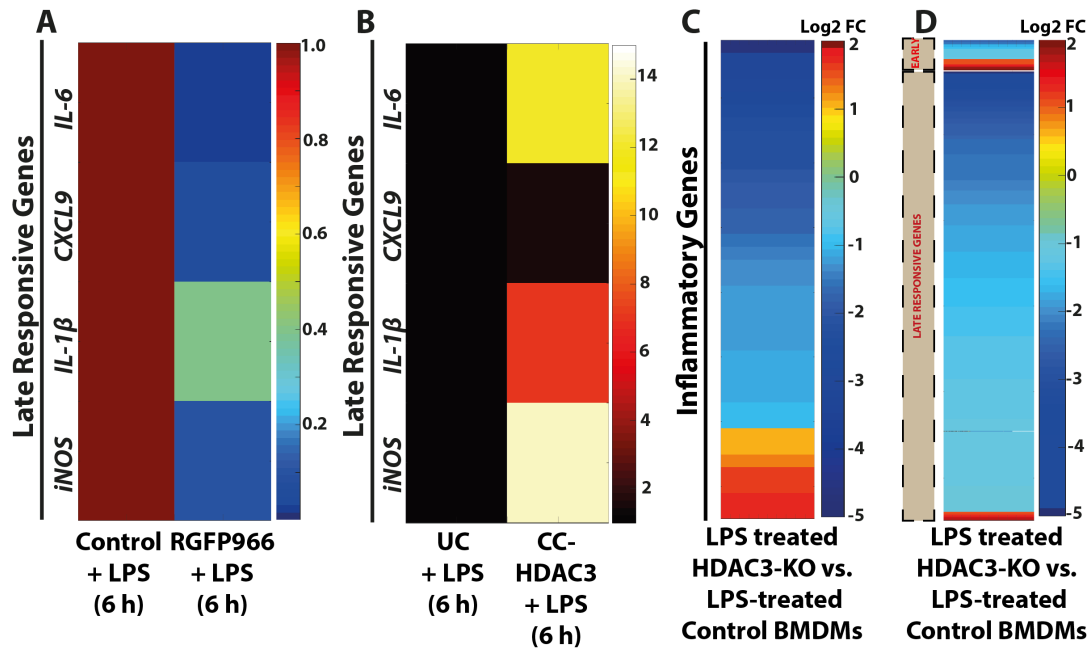 A
Late Responsive Genes
IL-6
CXCL9
IL-1β
iNOS
1.0
0.8
0.6
0.4
0.2
Control
+ LPS
(6 h)
RGFP966
+ LPS
(6 h)
B
Late Responsive Genes
IL-6
CXCL9
IL-1β
iNOS
14
12
10
8
6
4
2
UC
+ LPS
(6 h)
CC-
HDAC3
+ LPS
(6 h)
C
Log2 FC
Inflammatory Genes
2
1
0
-1
-2
-3
-4
-5
LPS treated
HDAC3-KO vs.
LPS-treated
Control BMDMs
D
Log2 FC
EARLY
LATE RESPONSIVE GENES
2
1
0
-1
-2
-3
-4
-5
LPS treated
HDAC3-KO vs.
LPS-treated
Control BMDMs